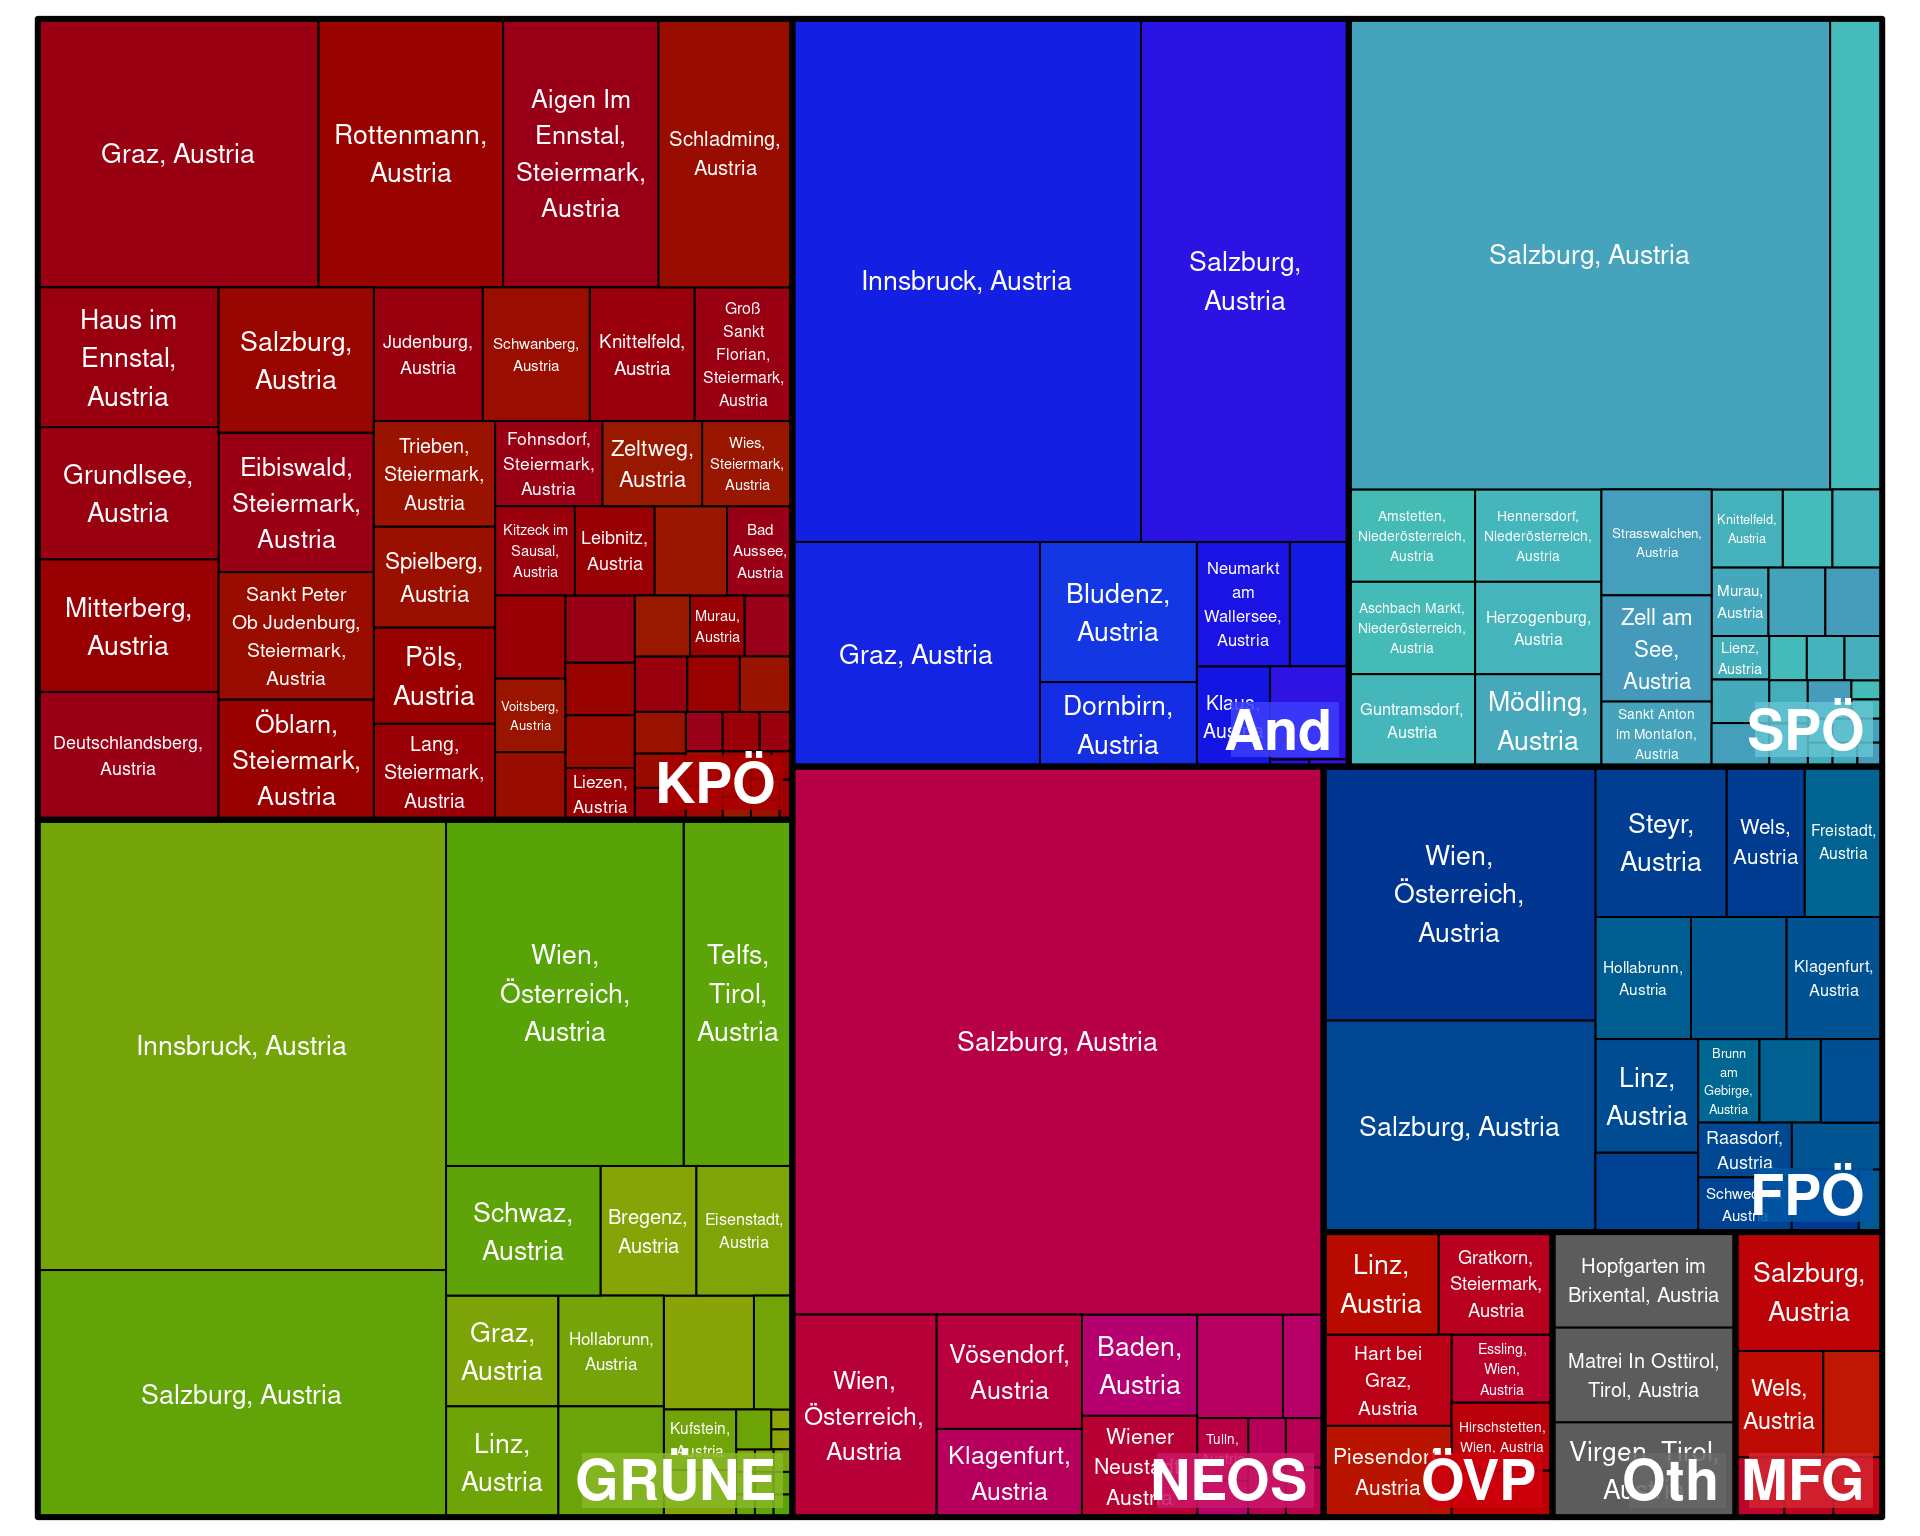 Graz, Austria
Rottenmann,
Austria
Aigen Im
Ennstal,
Steiermark,
Austria
Schladming,
Austria
Haus im
Ennstal,
Austria
Salzburg,
Austria
Judenburg,
Austria
Schwanberg,
Austria
Knittelfeld,
Austria
Groß
Sankt
Florian,
Steiermark,
Austria
Grundlsee,
Austria
Eibiswald,
Steiermark,
Austria
Trieben,
Steiermark,
Austria
Fohnsdorf,
Steiermark,
Austria
Zeltweg,
Austria
Wies,
Steiermark,
Austria
Kitzeck im
Sausal,
Austria
Leibnitz,
Austria
Bad
Aussee,
Austria
Mitterberg,
Austria
Sankt Peter
Ob Judenburg,
Steiermark,
Austria
Spielberg,
Austria
Murau,
Austria
Pöls,
Austria
Voitsberg,
Austria
Deutschlandsberg,
Austria
Öblarn,
Steiermark,
Austria
Lang,
Steiermark,
Austria
Liezen,
Austria
KPÖ
Innsbruck, Austria
Salzburg,
Austria
Graz, Austria
Bludenz,
Austria
Dornbirn,
Austria
Neumarkt
am
Wallersee,
Austria
Klaus,
And
Salzburg, Austria
Amstetten,
Niederösterreich,
Austria
Hennersdorf,
Niederösterreich,
Austria
Strasswalchen,
Austria
Knittelfeld,
Austria
Aschbach Markt,
Niederösterreich,
Austria
Herzogenburg,
Austria
Zell am
See,
Austria
Murau,
Austria
Lienz,
Austria
Guntramsdorf,
Austria
Mödling,
Austria
Sankt Anton
im Montafon,
Austria
SPÖ
Innsbruck, Austria
Wien,
Österreich,
Austria
Telfs,
Tirol,
Austria
Schwaz,
Austria
Bregenz,
Austria
Eisenstadt,
Austria
Salzburg, Austria
Graz,
Austria
Hollabrunn,
Austria
Linz,
Austria
Kufstein,
Austria
GRÜNE
Salzburg, Austria
Wien,
Österreich,
Austria
Vösendorf,
Austria
Baden,
Austria
Klagenfurt,
Austria
Wiener
Neustadt,
Austria
Tulln,
NEOS
Wien,
Österreich,
Austria
Steyr,
Austria
Wels,
Austria
Freistadt,
Austria
Hollabrunn,
Austria
Klagenfurt,
Austria
Salzburg, Austria
Linz,
Austria
Brunn
am
Gebirge,
Austria
Raasdorf,
Austria
Austria
FPÖ
Linz,
Austria
Gratkorn,
Steiermark,
Austria
Hart bei
Graz,
Austria
Essling,
Wien,
Austria
Hirschstetten,
Wien, Austria
Piesendorf,
Austria
ÖVP
Hopfgarten im
Brixental, Austria
Matrei In Osttirol,
Tirol, Austria
Virgen, Tirol,
Austria
Oth
Salzburg,
Austria
Wels,
Austria
MFG